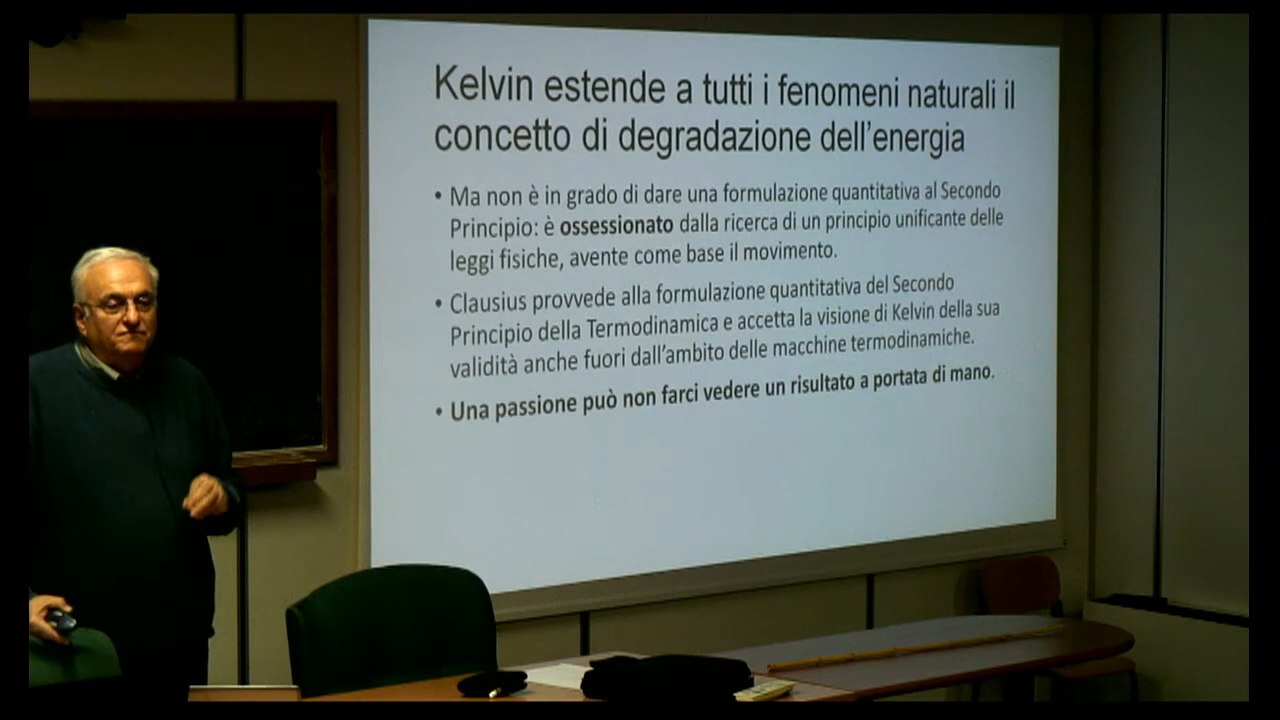 Kelvin estende a tutti i fenomeni naturali il
concetto di degradazione dell'energia
• Ma non è in grado di dare una formulazione quantitativa al Secondo
Principio: è ossessionato dalla ricerca di un principio unificante delle
leggi fisiche, avente come base il movimento.
• Clausius provvede alla formulazione quantitativa del Secondo
Principio della Termodinamica e accetta la visione di Kelvin della sua
validità anche fuori dall'ambito delle macchine termodinamiche.
• Una passione può non farci vedere un risultato a portata di mano.